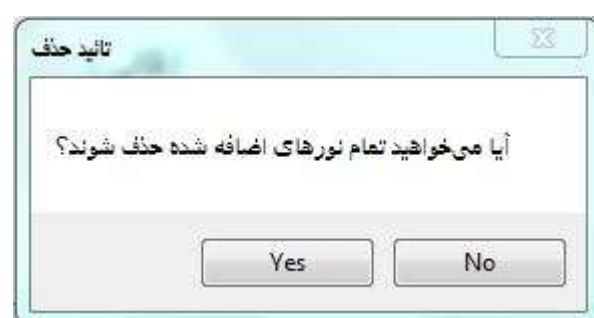 تائید حذف
آیا می‌خواهید تمام نورهای اضافه شده حذف شوند؟
Yes
No